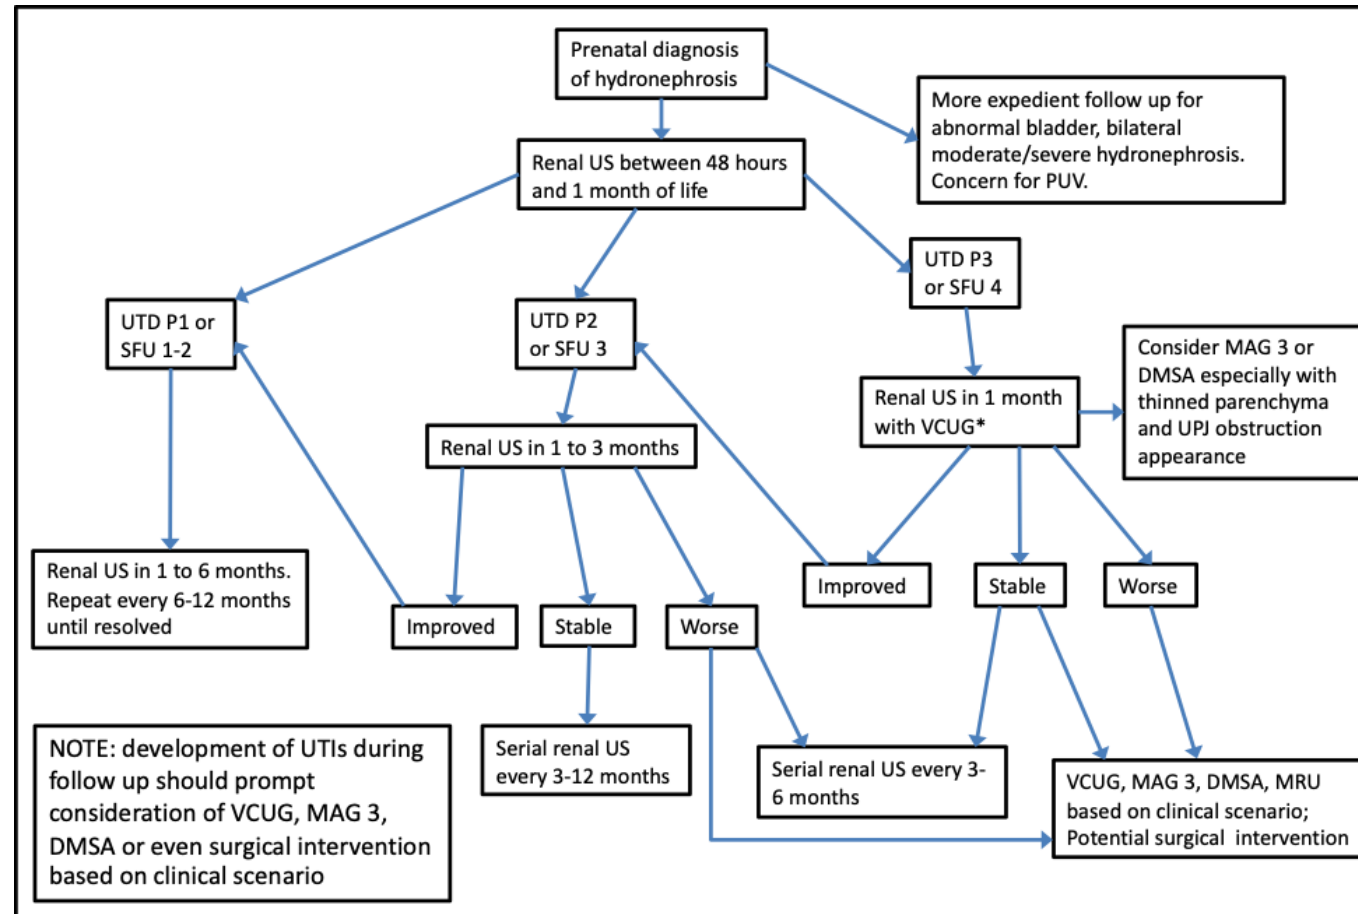 Prenatal diagnosis
of hydronephrosis
More expedient follow up for
abnormal bladder, bilateral
moderate/severe hydronephrosis.
Concern for PUV.
Renal US between 48 hours
and 1 month of life
UTD P3
or SFU 4
UTD P1 or
SFU 1-2
UTD P2
or SFU 3
Consider MAG 3 or
DMSA especially with
thinned parenchyma
and UPJ obstruction
appearance
Renal US in 1 month
with VCUG*
Renal US in 1 to 3 months
Renal US in 1 to 6 months.
Repeat every 6-12 months
until resolved
Improved
Stable
Worse
Improved
Stable
Worse
NOTE: development of UTIs during
follow up should prompt
consideration of VCUG, MAG 3,
DMSA or even surgical intervention
based on clinical scenario
Serial renal US
every 3-12 months
Serial renal US every 3-
6 months
VCUG, MAG 3, DMSA, MRU
based on clinical scenario;
Potential surgical intervention